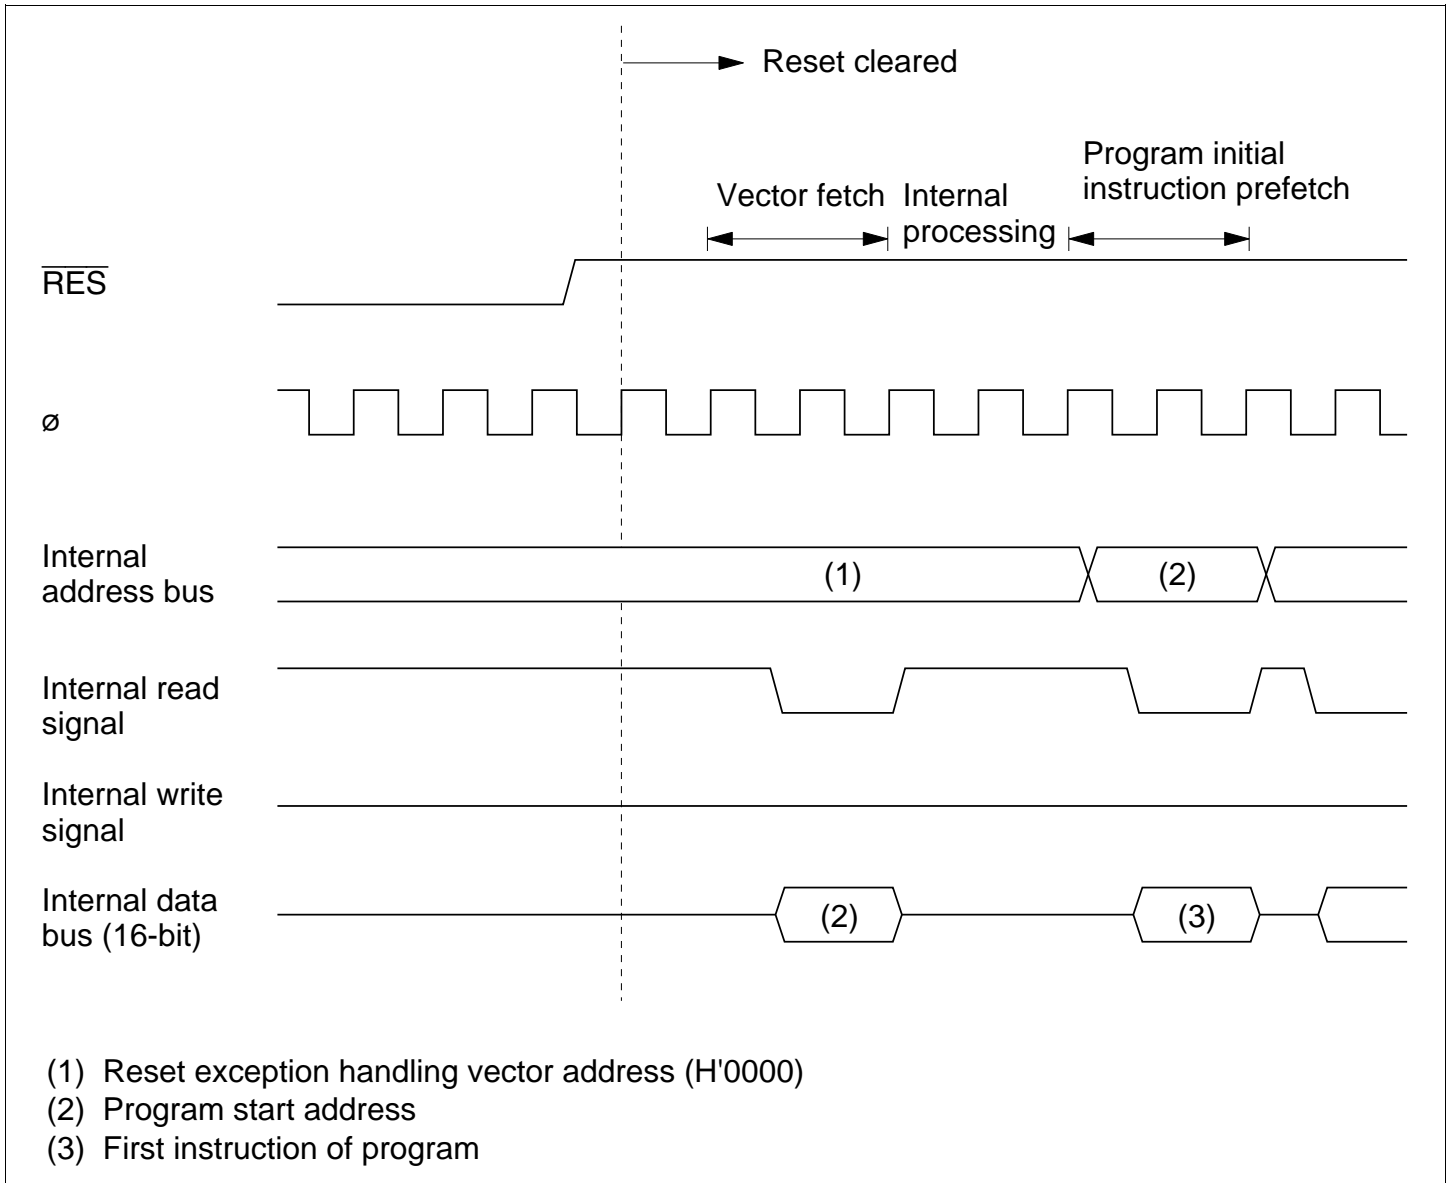 Reset cleared
Program initial
instruction prefetch
Vector fetch
Internal
processing
RES
ø
Internal
address bus
(1)
(2)
Internal read
signal
Internal write
signal
Internal data
bus (16-bit)
(2)
(3)
(1) Reset exception handling vector address (H'0000)
(2) Program start address
(3) First instruction of program